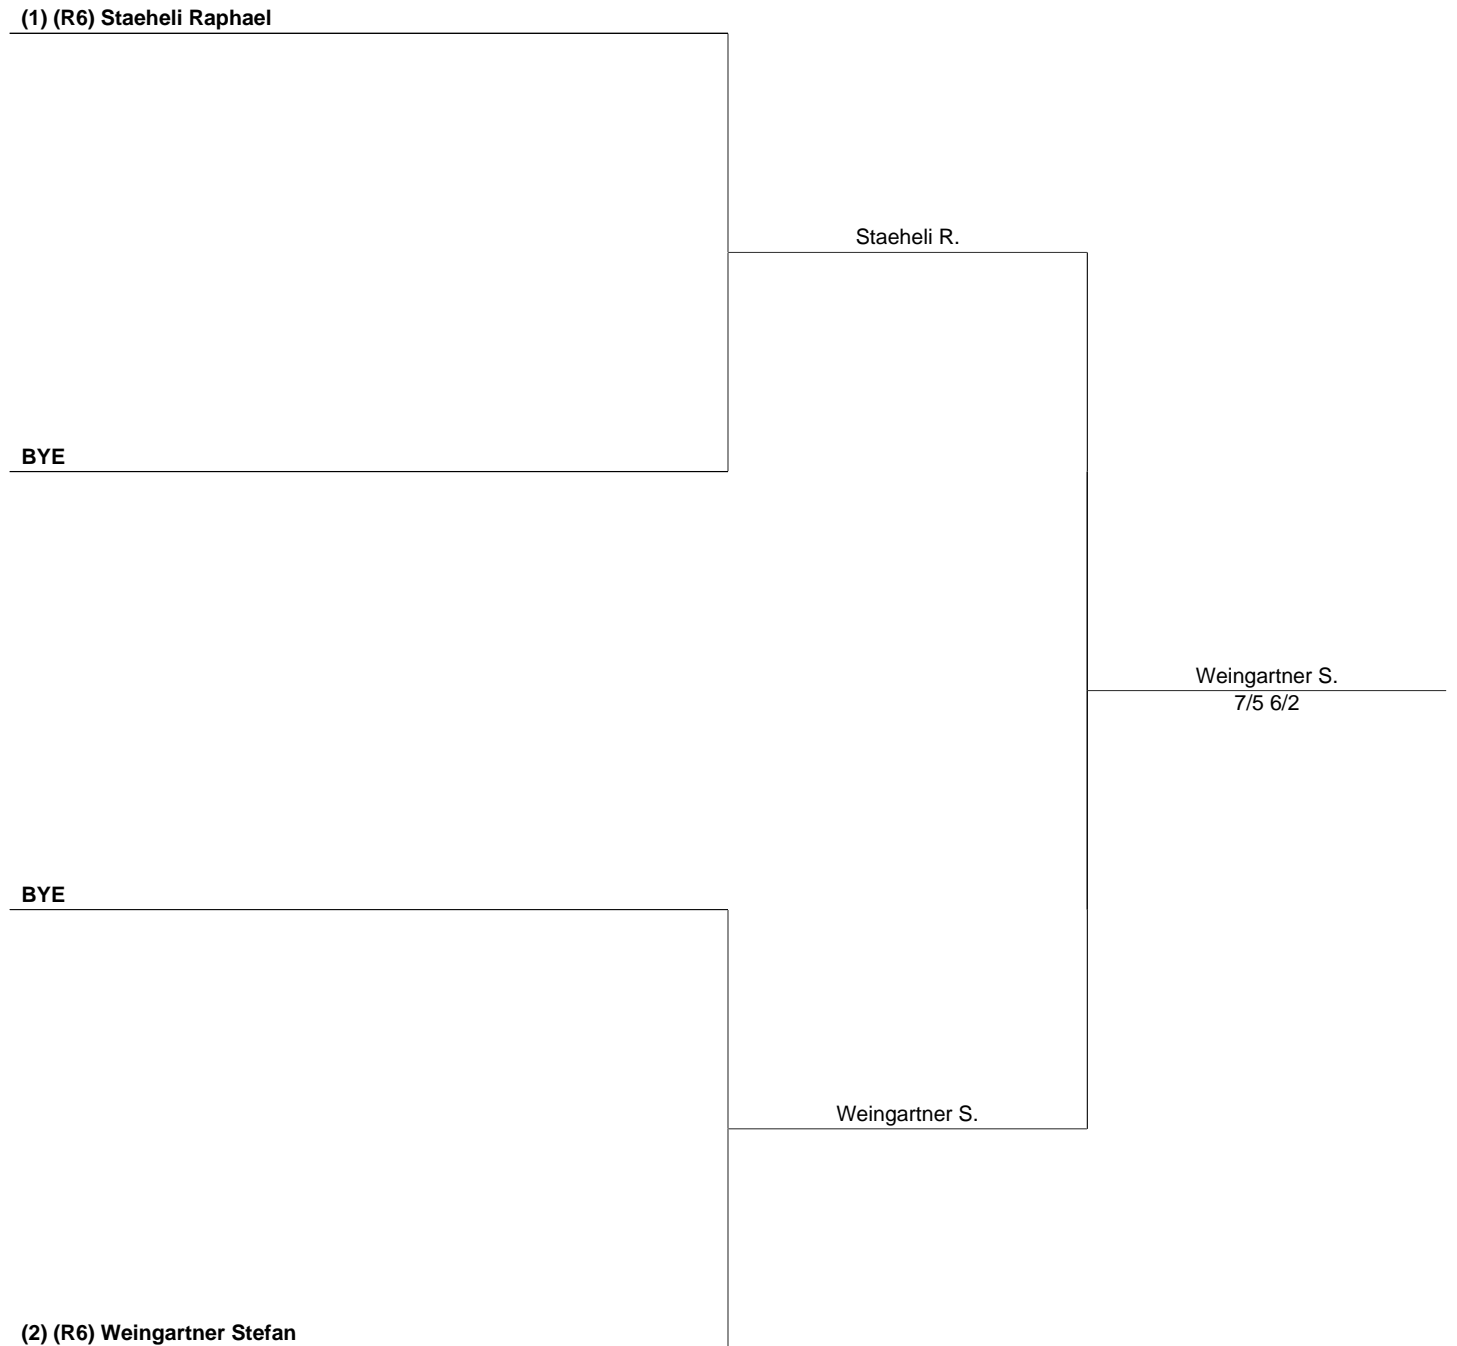 (1) (R6) Staeheli Raphael
Staeheli R.
BYE
Weingartner S.
7/5 6/2
BYE
Weingartner S.
(2) (R6) Weingartner Stefan